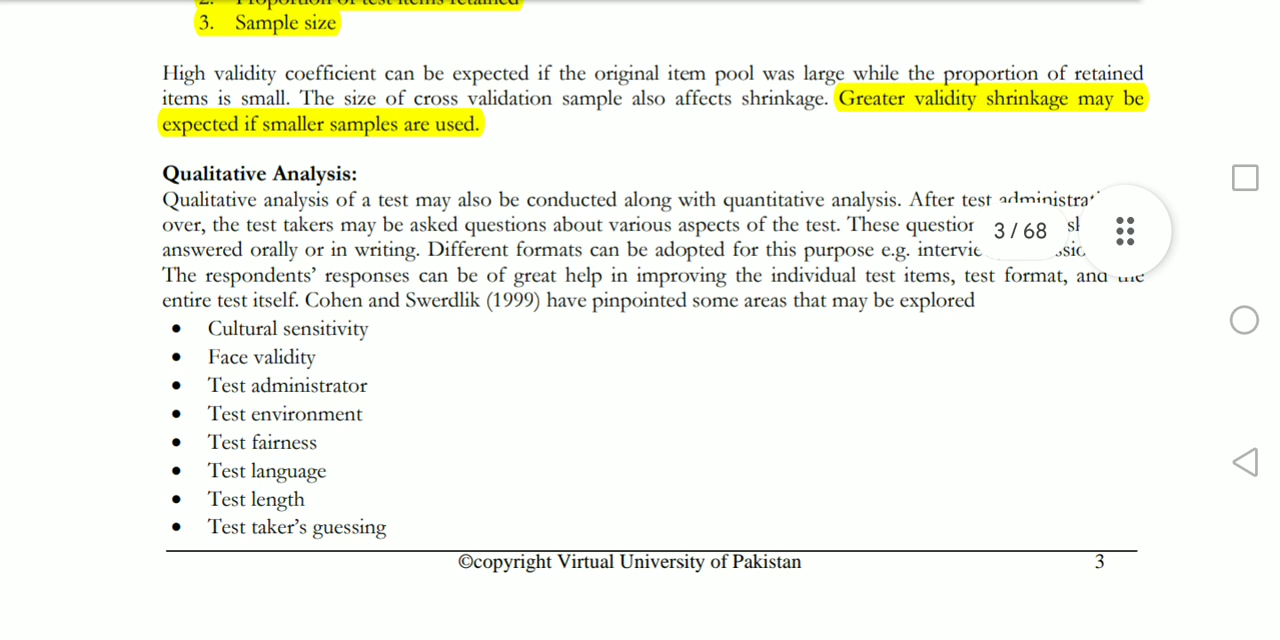 2. Proportion of test items retained
3. Sample size
High validity coefficient can be expected if the original item pool was large while the proportion of retained
items is small. The size of cross validation sample also affects shrinkage. Greater validity shrinkage may be
expected if smaller samples are used.
Qualitative Analysis:
Qualitative analysis of a test may also be conducted along with quantitative analysis. After test
over, the test takers may be asked questions about various aspects of the test. These
3 / 68
answered orally or in writing. Different formats can be adopted for this purpose e.g.
The respondents' responses can be of great help in improving the individual test items, test format, and
entire test itself. Cohen and Swerdlik (1999) have pinpointed some areas that may be explored
• Cultural sensitivity
• Face validity
• Test administrator
• Test environment
• Test fairness
• Test language
• Test length
• Test taker's guessing
©copyright Virtual University of Pakistan 3